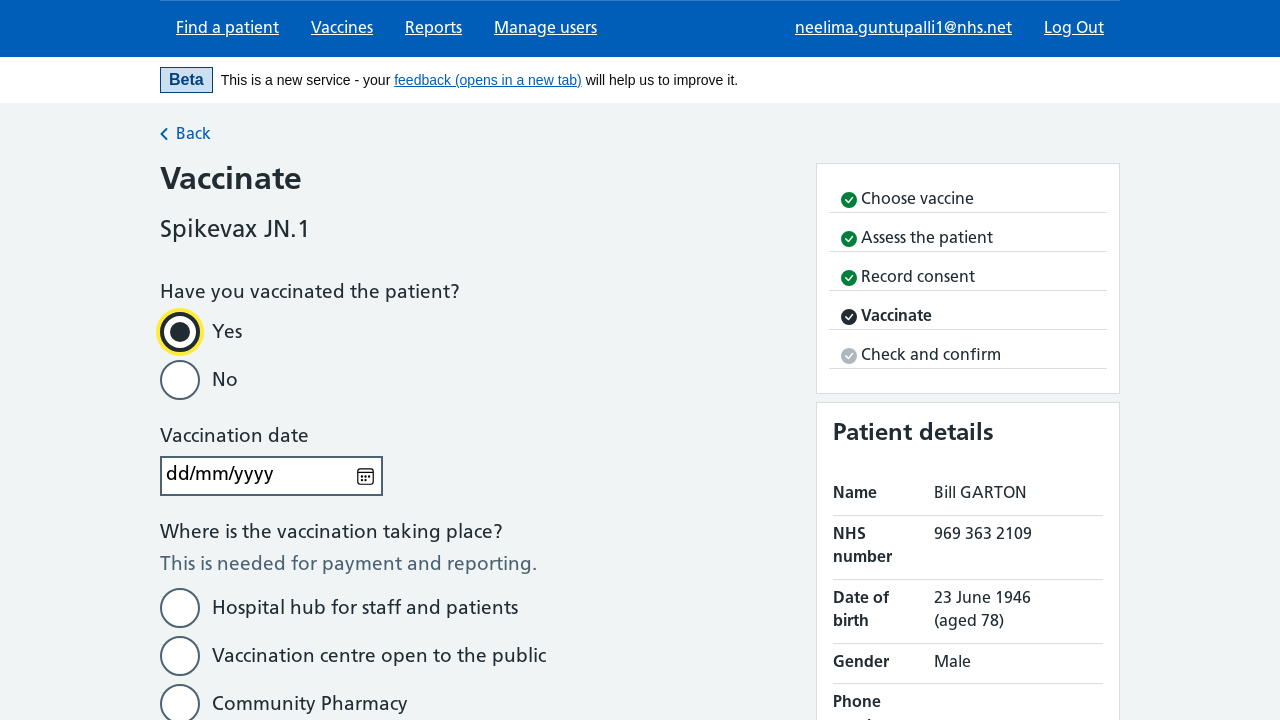 Find a patient Vaccines Reports Manage users neelima.guntupalli1@nhs.net Log Out
Beta This is a new service - your feedback (opens in a new tab) will help us to improve it.
Back
Vaccinate
Spikevax JN.1
Have you vaccinated the patient?
Yes
No
Vaccination date
dd/mm/yyyy
Where is the vaccination taking place?
This is needed for payment and reporting.
Hospital hub for staff and patients
Vaccination centre open to the public
Community Pharmacy
Choose vaccine
Assess the patient
Record consent
Vaccinate
Check and confirm
Patient details
Name Bill GARTON
NHS number 969 363 2109
Date of birth 23 June 1946 (aged 78)
Gender Male
Phone